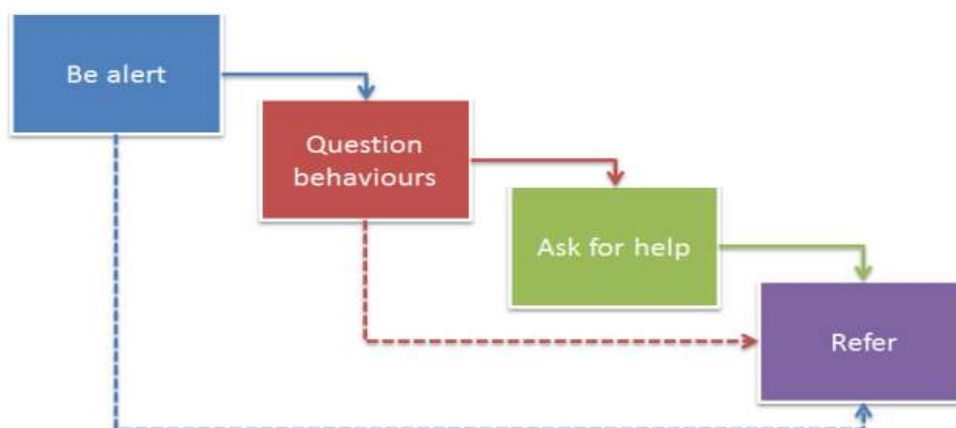 Be alert
Question
behaviours
Ask for help
Refer